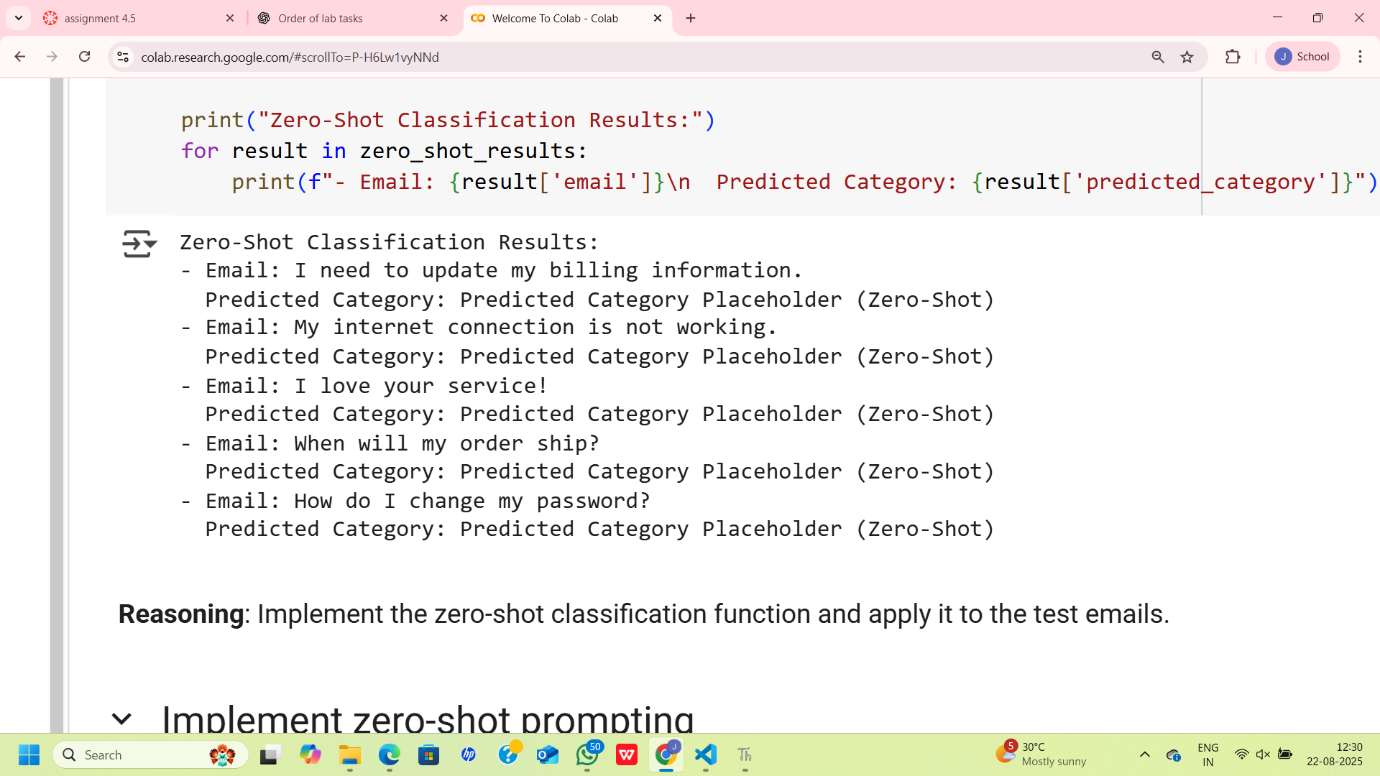 assignment 4.5
Order of lab tasks
Welcome To Colab - Colab
colab.research.google.com/#scrollTo=P-H6Lw1vyNNd
J School
print("Zero-Shot Classification Results:")
for result in zero_shot_results:
print(f"- Email: {result['email']}\n  Predicted Category: {result['predicted_category']}")
Zero-Shot Classification Results:
- Email: I need to update my billing information.
Predicted Category: Predicted Category Placeholder (Zero-Shot)
- Email: My internet connection is not working.
Predicted Category: Predicted Category Placeholder (Zero-Shot)
- Email: I love your service!
Predicted Category: Predicted Category Placeholder (Zero-Shot)
- Email: When will my order ship?
Predicted Category: Predicted Category Placeholder (Zero-Shot)
- Email: How do I change my password?
Predicted Category: Predicted Category Placeholder (Zero-Shot)
Reasoning: Implement the zero-shot classification function and apply it to the test emails.
Implement zero-shot prompting
Search
hp
?
50
W
J
Th
5
30°C
Mostly sunny
ENG
IN
12:30
22-08-2025